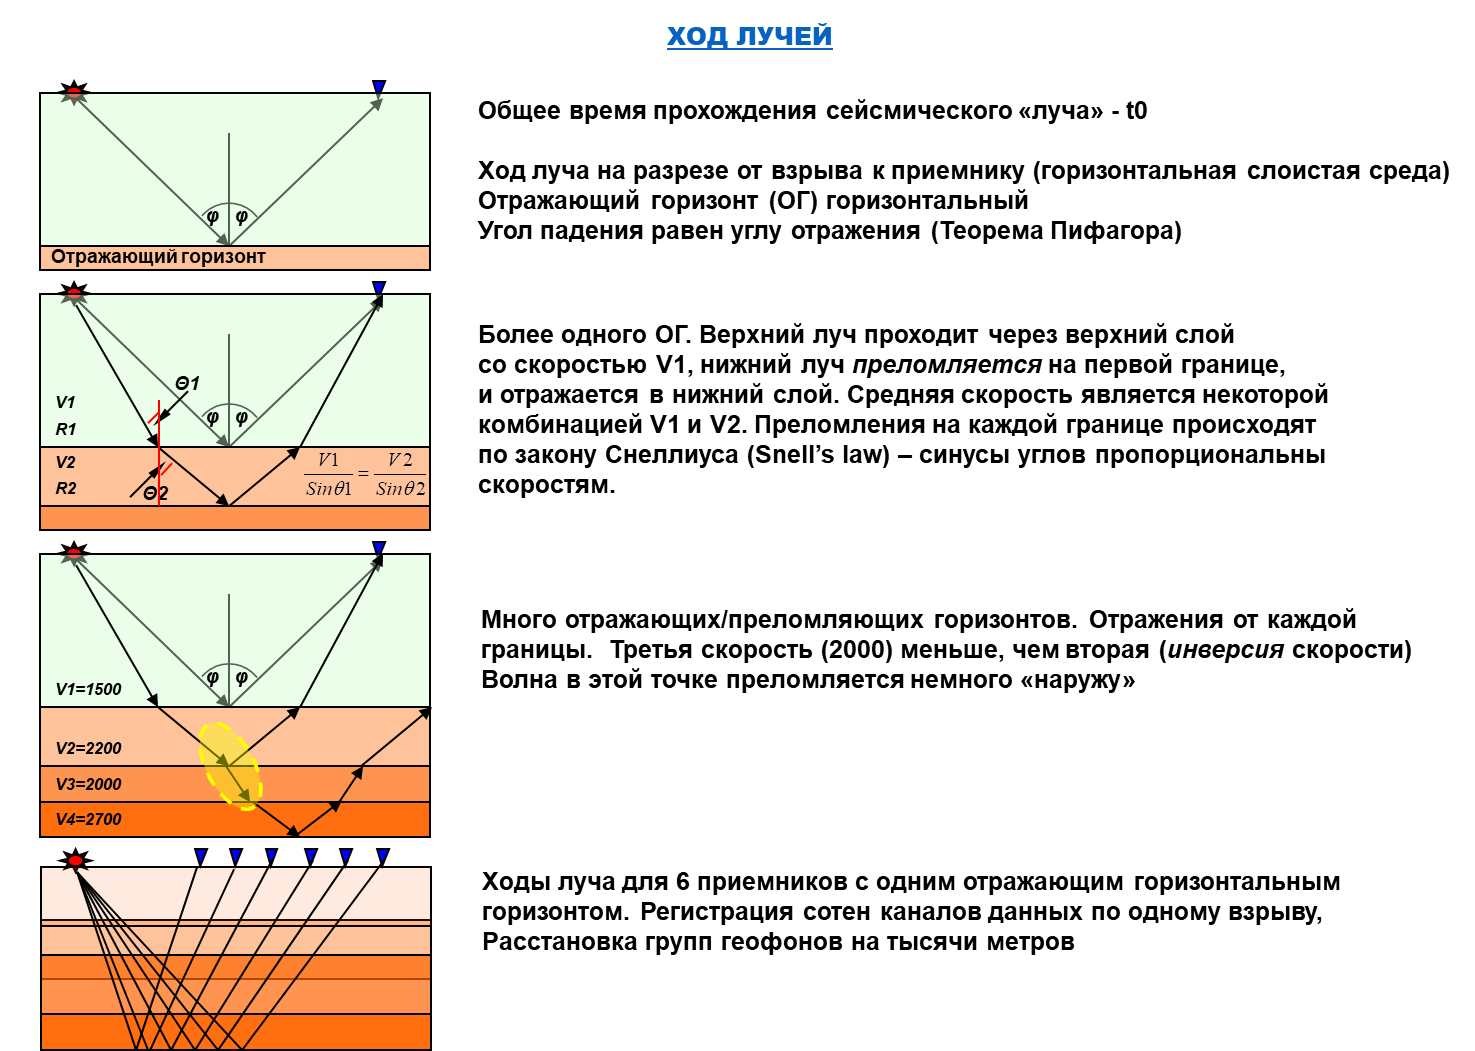 ХОД ЛУЧЕЙ
Общее время прохождения сейсмического «луча» - t0
Ход луча на разрезе от взрыва к приемнику (горизонтальная слоистая среда)
Отражающий горизонт (ОГ) горизонтальный
Угол падения равен углу отражения (Теорема Пифагора)
φ φ
Отражающий горизонт
Более одного ОГ. Верхний луч проходит через верхний слой
со скоростью V1, нижний луч преломляется на первой границе,
и отражается в нижний слой. Средняя скорость является некоторой
комбинацией V1 и V2. Преломления на каждой границе происходят
по закону Снеллиуса (Snell’s law) – синусы углов пропорциональны
скоростям.
Θ1
V1
φ φ
R1
V2
R2
Θ2
V1/Sinθ1 = V2/Sinθ2
Много отражающих/преломляющих горизонтов. Отражения от каждой
границы. Третья скорость (2000) меньше, чем вторая (инверсия скорости)
Волна в этой точке преломляется немного «наружу»
φ φ
V1=1500
V2=2200
V3=2000
V4=2700
Ходы луча для 6 приемников с одним отражающим горизонтальным
горизонтом. Регистрация сотен каналов данных по одному взрыву,
Расстановка групп геофонов на тысячи метров